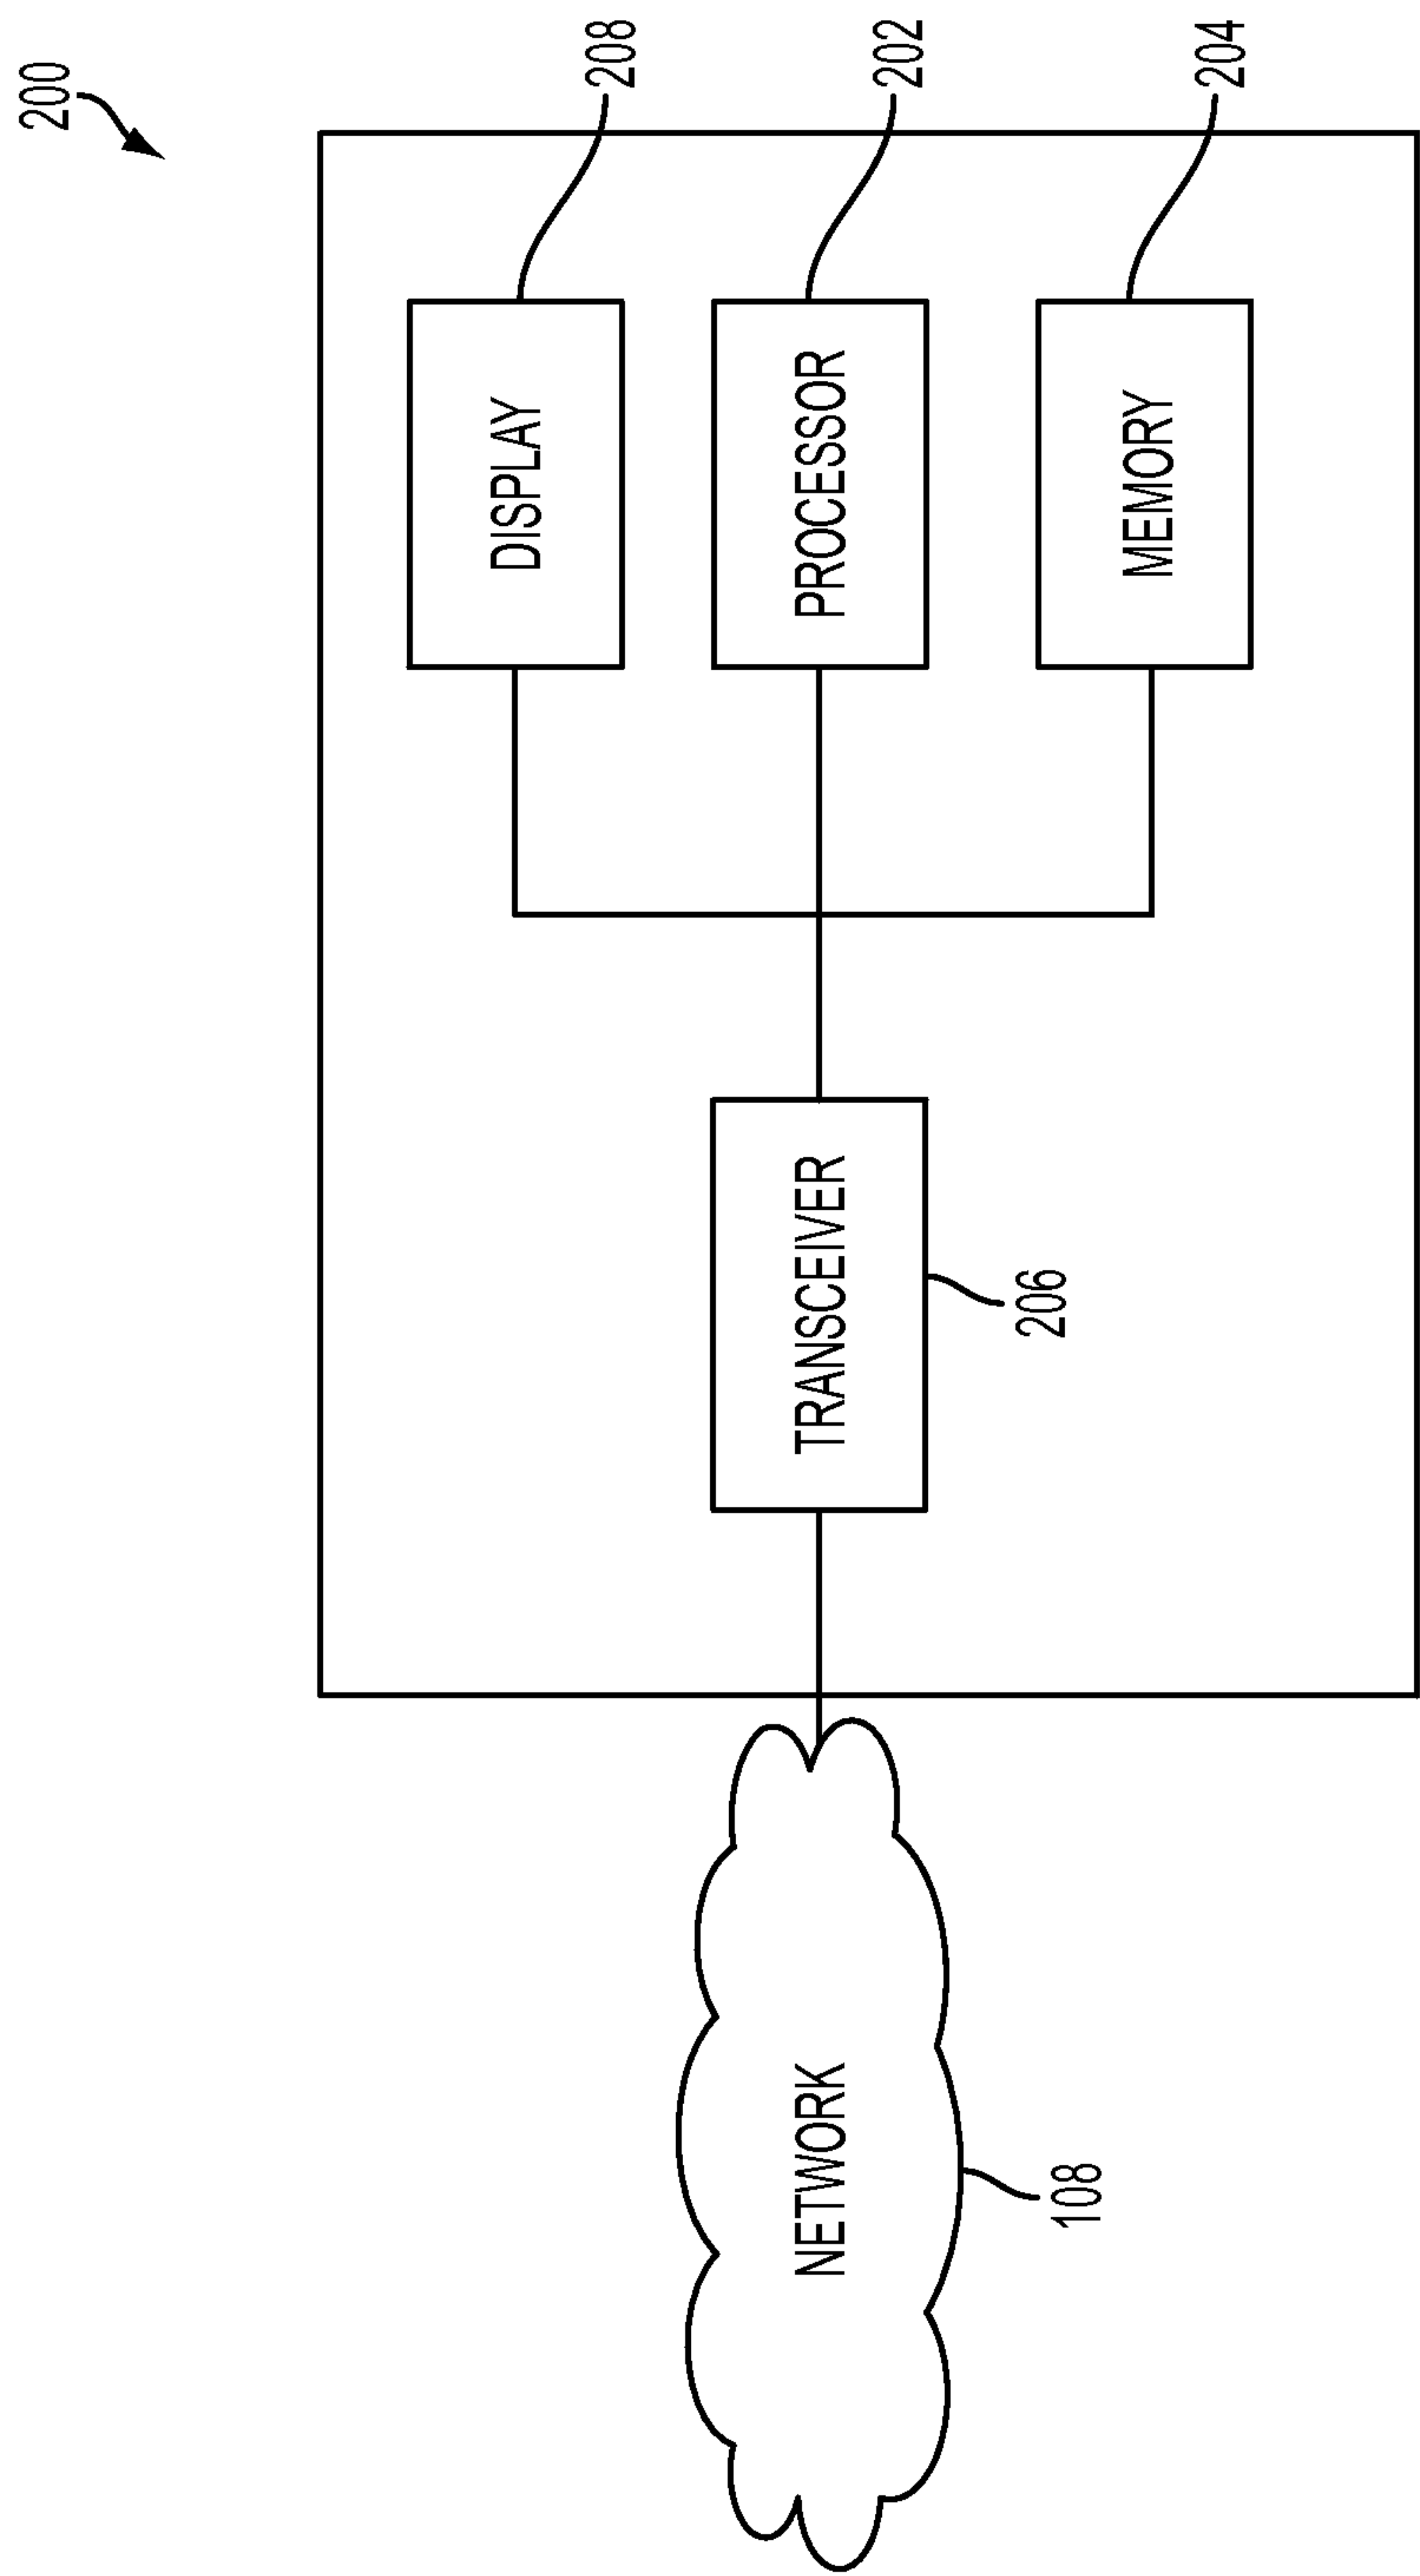 200
DISPLAY
208
PROCESSOR
202
MEMORY
204
TRANSCEIVER
206
NETWORK
108